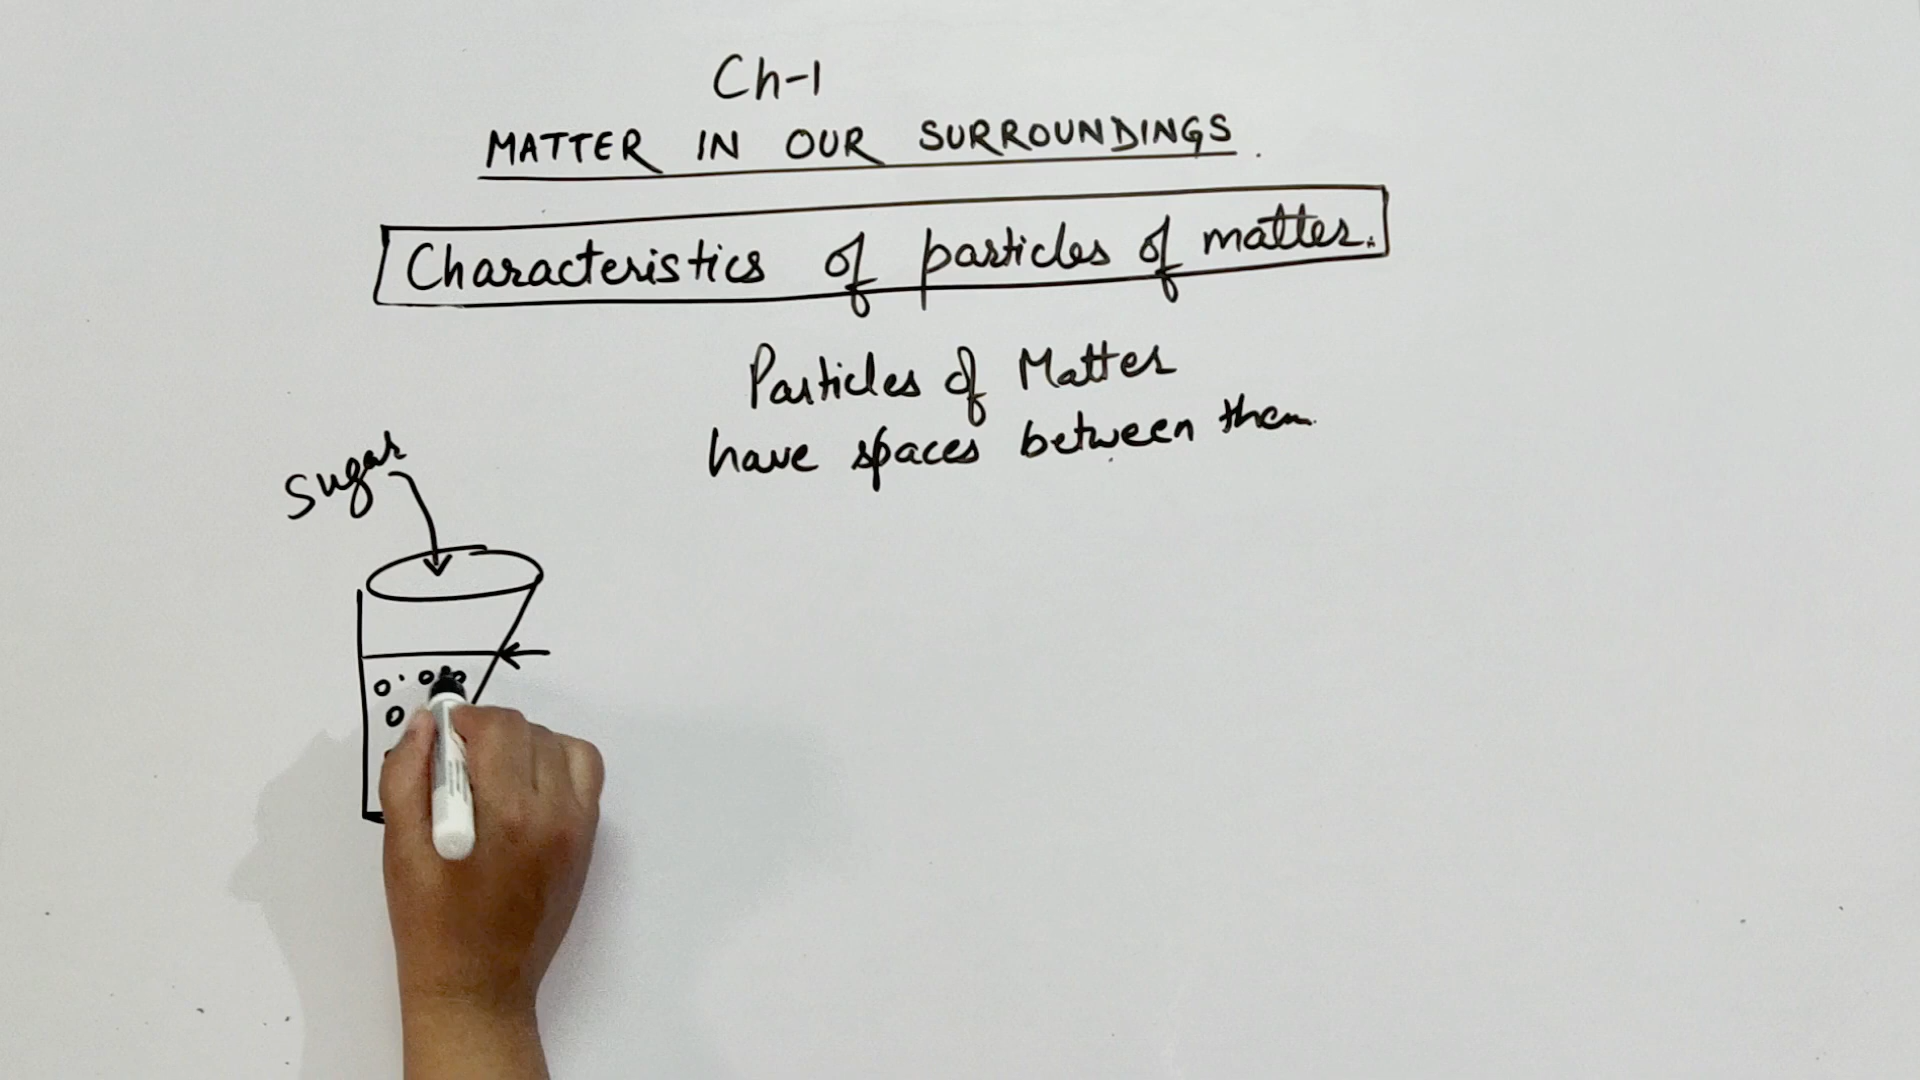 Ch-1
MATTER IN OUR SURROUNDINGS.
Characteristics of particles of matter.
Particles of Matter
have spaces between them
Sugar